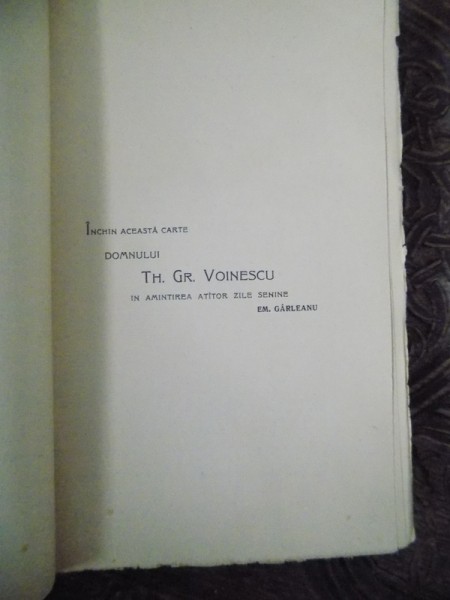 ÎNCHIN ACEASTĂ CARTE
DOMNULUI
TH. GR. VOINESCU
IN AMINTIREA ATÎTOR ZILE SENINE
EM. GÂRLEANU